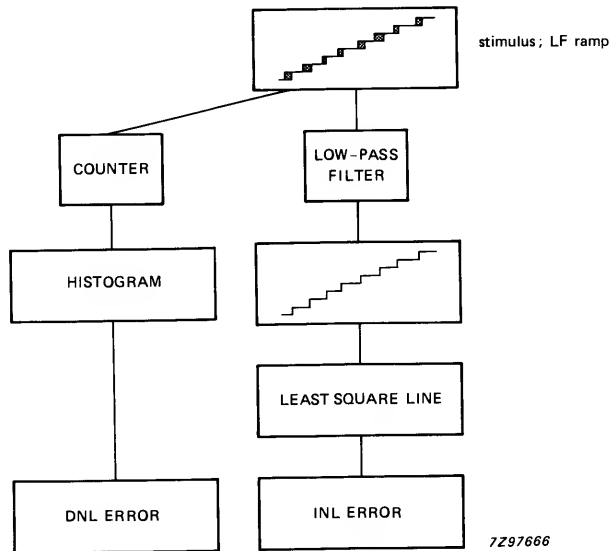 stimulus; LF ramp
COUNTER
LOW-PASS
FILTER
HISTOGRAM
LEAST SQUARE LINE
DNL ERROR
INL ERROR
7Z97666